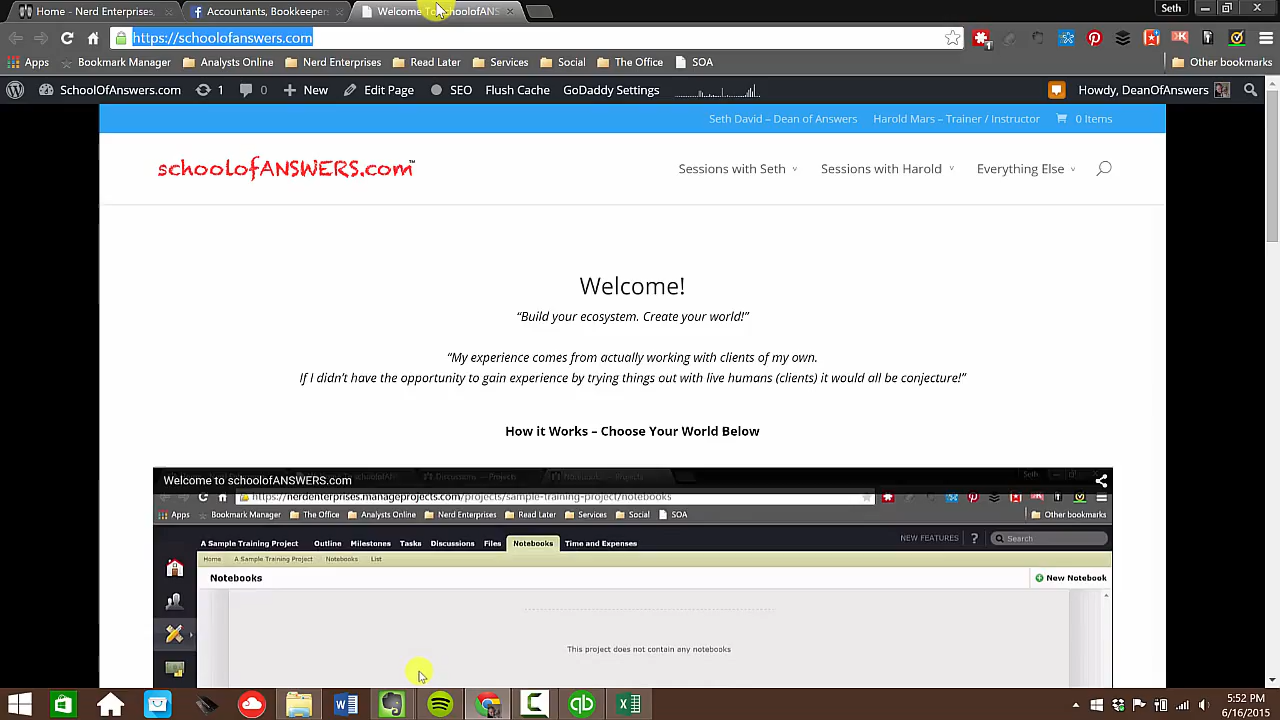 Home - Nerd Enterprises
Accountants, Bookkeeper
Welcome To SchoolofANS
Seth
https://schoolofanswers.com
Apps
Bookmark Manager
Analysts Online
Nerd Enterprises
Read Later
Services
Social
The Office
SOA
Other bookmarks
SchoolOfAnswers.com
1
0
New
Edit Page
SEO
Flush Cache
GoDaddy Settings
Howdy, DeanOfAnswers
Seth David – Dean of Answers
Harold Mars – Trainer / Instructor
0 Items
schoolofANSWERS.com™
Sessions with Seth
Sessions with Harold
Everything Else
Welcome!
“Build your ecosystem. Create your world!”
“My experience comes from actually working with clients of my own.
If I didn’t have the opportunity to gain experience by trying things out with live humans (clients) it would all be conjecture!”
How it Works – Choose Your World Below
Welcome to schoolofANSWERS.com
https://nerdenterprises.manageprojects.com/projects/sample-training-project/notebooks
Apps
Bookmark Manager
The Office
Analysts Online
Nerd Enterprises
Read Later
Services
Social
SOA
Other bookmarks
A Sample Training Project
Outline
Milestones
Tasks
Discussions
Files
Notebooks
Time and Expenses
NEW FEATURES
?
Search
Home
A Sample Training Project
Notebooks
List
Notebooks
New Notebook
This project does not contain any notebooks
5:52 PM
6/16/2015